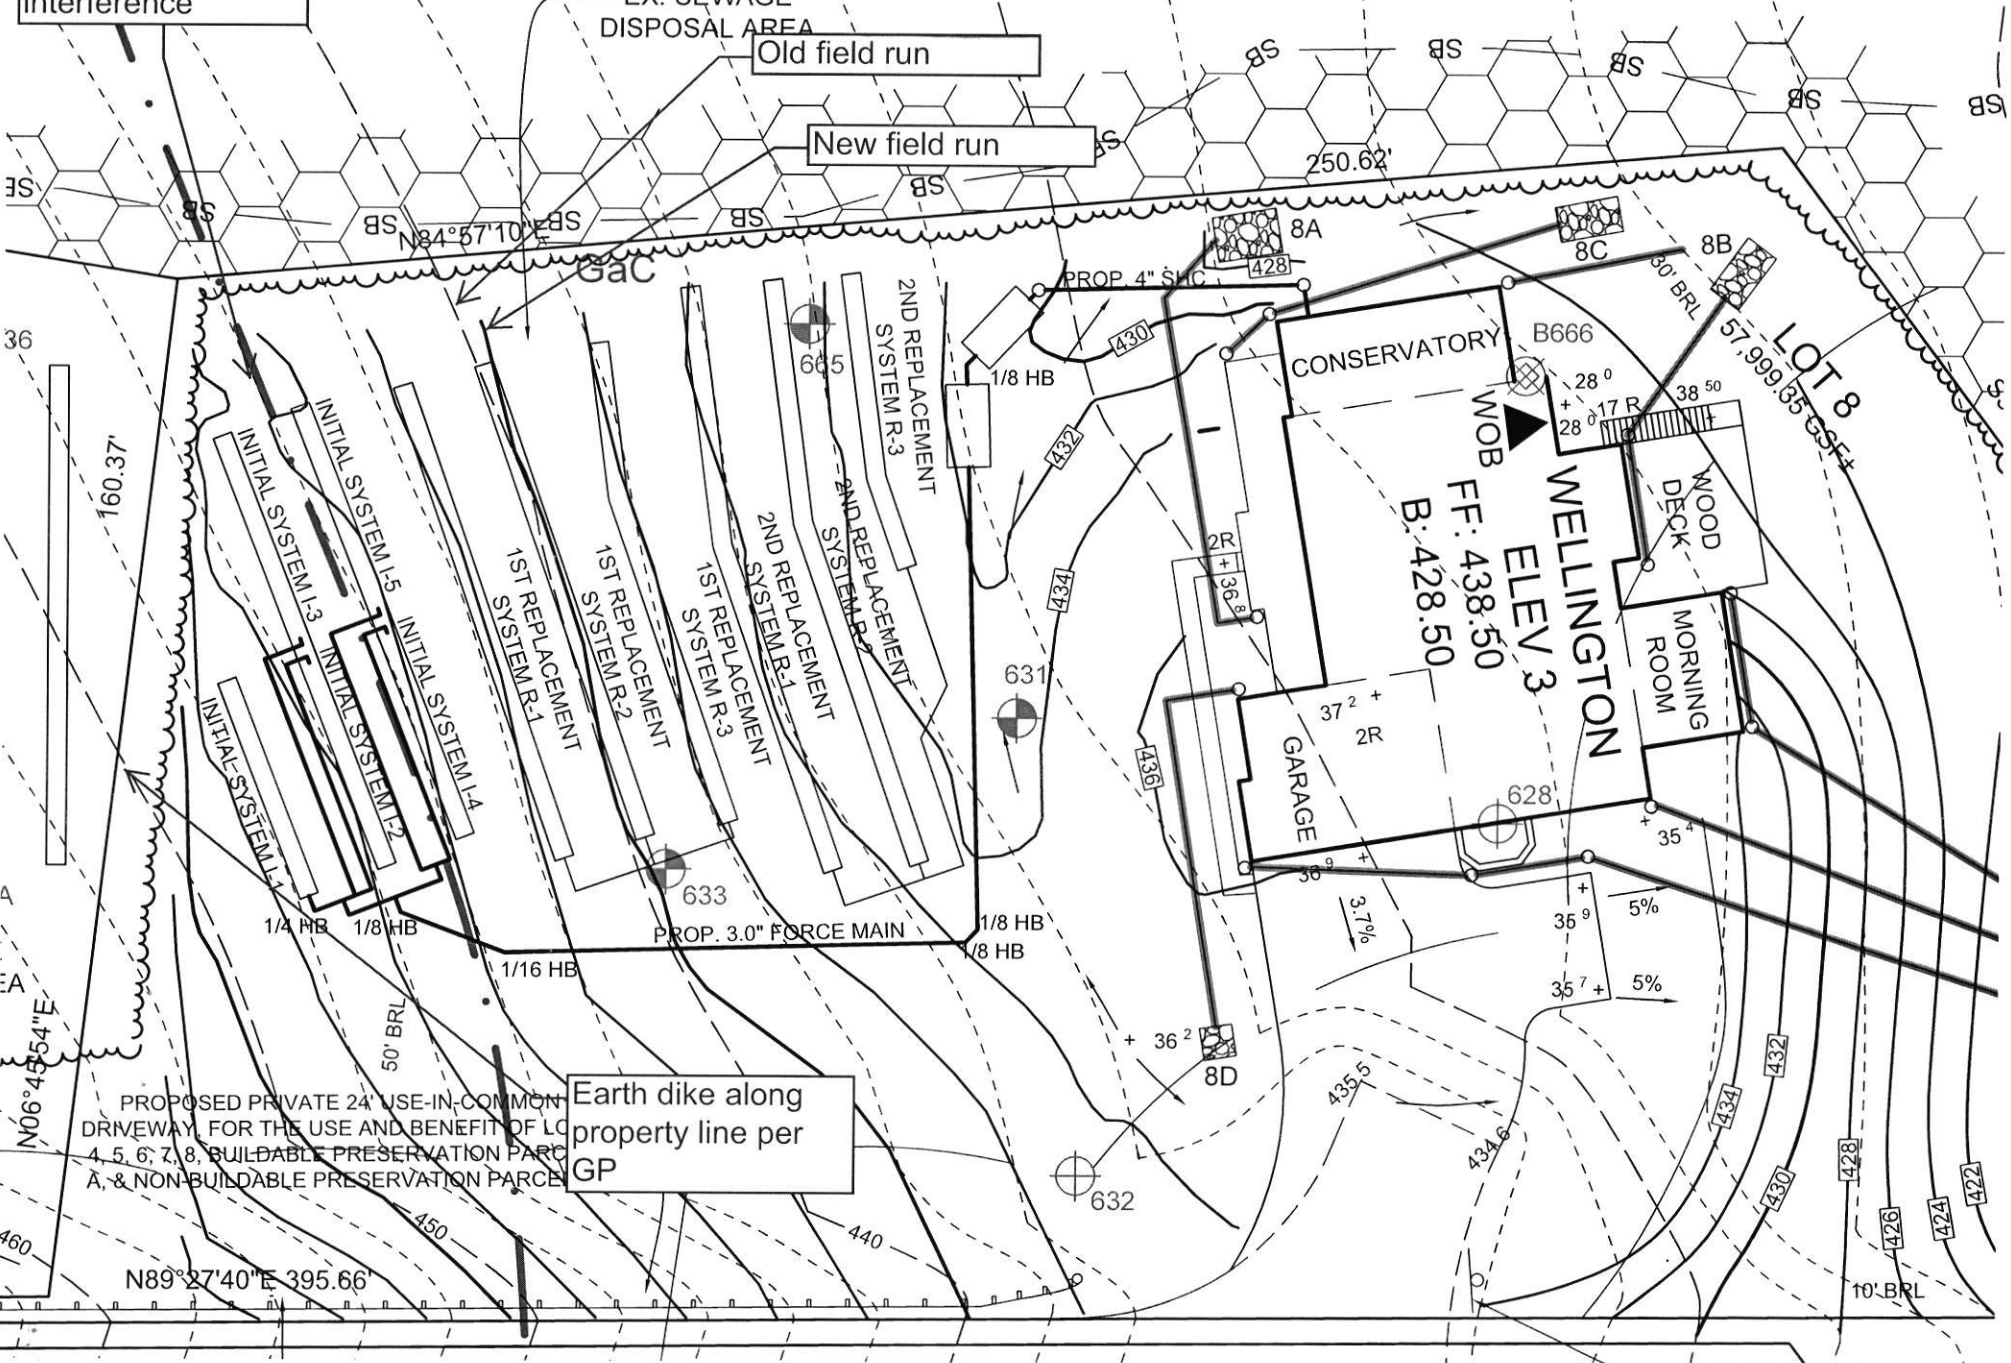 interference
EX. SEWAGE
DISPOSAL AREA
Old field run
New field run
SB
SB
SB
SB
SB
SB
SB
SB
SB
SB
SB
SB
250.62'
N84°57'10"E
GaC
8A
8C
8B
428
PROP. 4" SHC
30' BRL
LOT 8
57,999.35 GSF±
36
160.37'
665
2ND REPLACEMENT
SYSTEM R-3
1/8 HB
430
432
434
436
CONSERVATORY
B666
28 0
28 0
17 R
38 50
WOB
WOOD
DECK
WELLINGTON
ELEV 3
FF: 438.50
B: 428.50
MORNING
ROOM
2R
36 8
INITIAL SYSTEM I-5
INITIAL SYSTEM I-3
INITIAL SYSTEM I-4
INITIAL SYSTEM I-2
INITIAL SYSTEM I-1
1ST REPLACEMENT
SYSTEM R-1
1ST REPLACEMENT
SYSTEM R-2
1ST REPLACEMENT
SYSTEM R-3
2ND REPLACEMENT
SYSTEM R-1
2ND REPLACEMENT
SYSTEM R-2
631
37 2
2R
GARAGE
628
35 4
36 9
633
3.7%
35 9
5%
35 7
5%
1/4 HB
1/8 HB
1/16 HB
PROP. 3.0" FORCE MAIN
1/8 HB
1/8 HB
36 2
8D
50' BRL
N06°45'54"E
EA
A
PROPOSED PRIVATE 24' USE-IN-COMMON
DRIVEWAY, FOR THE USE AND BENEFIT OF LO
4, 5, 6, 7, 8, BUILDABLE PRESERVATION PARC
A, & NON-BUILDABLE PRESERVATION PARCE
Earth dike along
property line per
GP
632
435.5
434.6
434
432
430
428
426
424
422
460
450
440
N89°27'40"E 395.66'
10' BRL